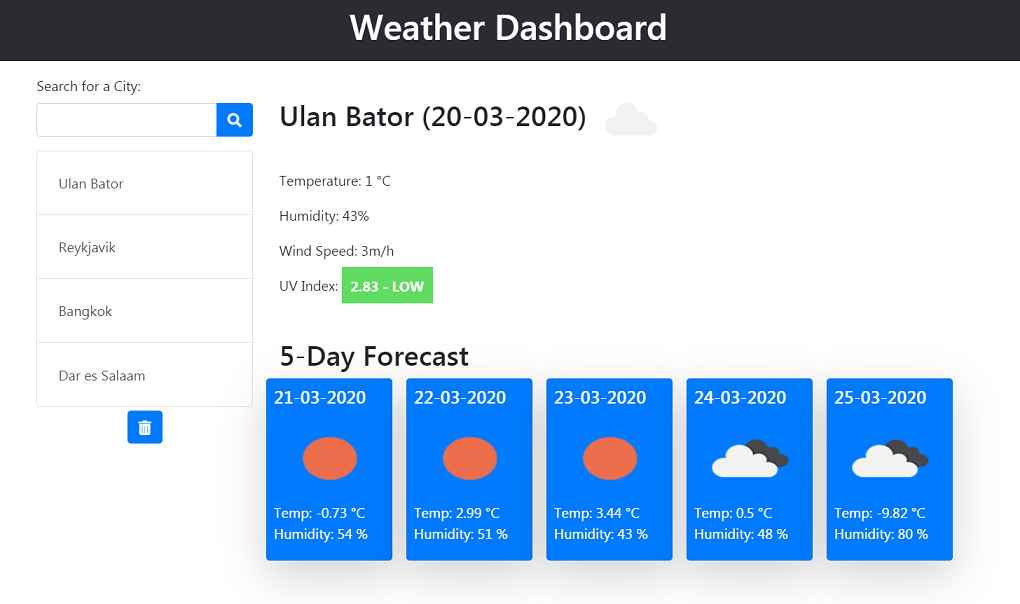 Weather Dashboard
Search for a City:
Ulan Bator
Reykjavik
Bangkok
Dar es Salaam
Ulan Bator (20-03-2020)
Temperature: 1 °C
Humidity: 43%
Wind Speed: 3m/h
UV Index: 2.83 - LOW
5-Day Forecast
21-03-2020
Temp: -0.73 °C
Humidity: 54 %
22-03-2020
Temp: 2.99 °C
Humidity: 51 %
23-03-2020
Temp: 3.44 °C
Humidity: 43 %
24-03-2020
Temp: 0.5 °C
Humidity: 48 %
25-03-2020
Temp: -9.82 °C
Humidity: 80 %